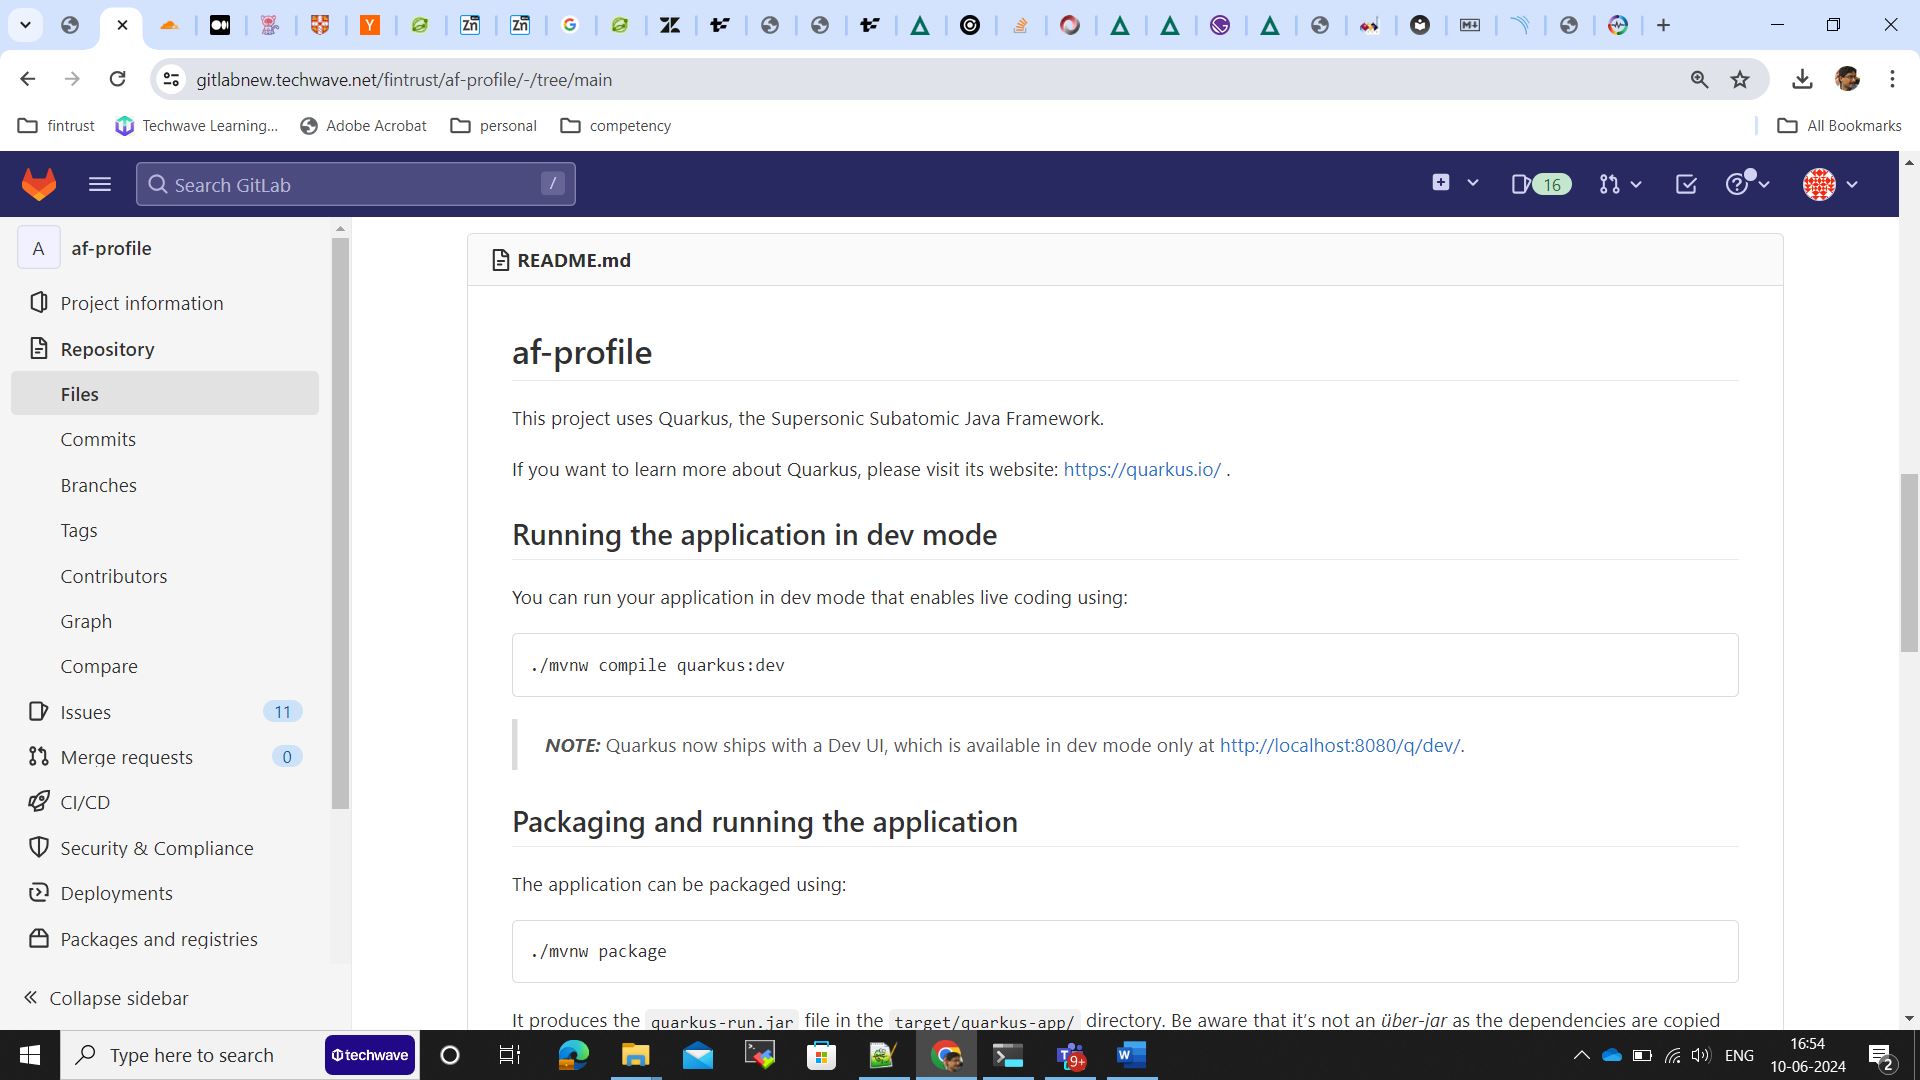 gitlabnew.techwave.net/fintrust/af-profile/-/tree/main
fintrust
Techwave Learning...
Adobe Acrobat
personal
competency
All Bookmarks
Search GitLab
/
16
A
af-profile
Project information
Repository
Files
Commits
Branches
Tags
Contributors
Graph
Compare
Issues
11
Merge requests
0
CI/CD
Security & Compliance
Deployments
Packages and registries
Collapse sidebar
README.md
af-profile
This project uses Quarkus, the Supersonic Subatomic Java Framework.
If you want to learn more about Quarkus, please visit its website: https://quarkus.io/ .
Running the application in dev mode
You can run your application in dev mode that enables live coding using:
./mvnw compile quarkus:dev
NOTE: Quarkus now ships with a Dev UI, which is available in dev mode only at http://localhost:8080/q/dev/.
Packaging and running the application
The application can be packaged using:
./mvnw package
It produces the quarkus-run.jar file in the target/quarkus-app/ directory. Be aware that it’s not an über-jar as the dependencies are copied
Type here to search
techwave
9+
ENG
16:54
10-06-2024
2